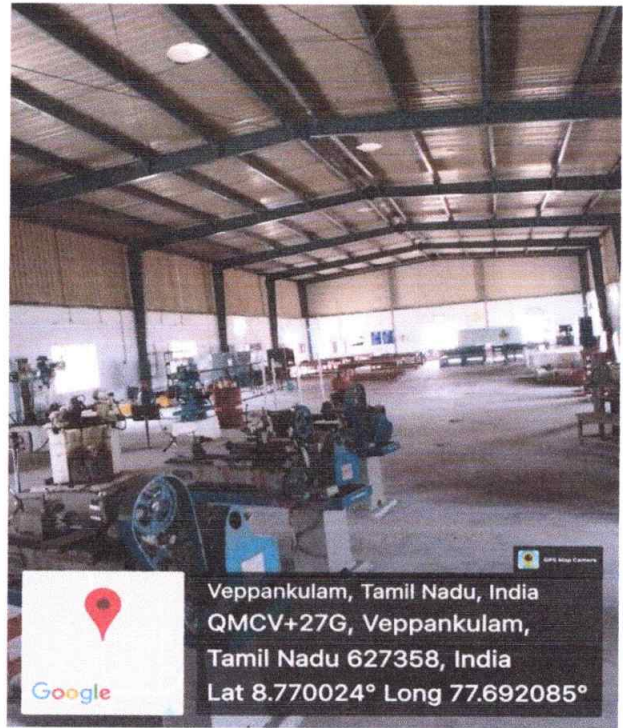 GPS Map Camera
Veppankulam, Tamil Nadu, India
QMCV+27G, Veppankulam,
Tamil Nadu 627358, India
Lat 8.770024° Long 77.692085°
Google